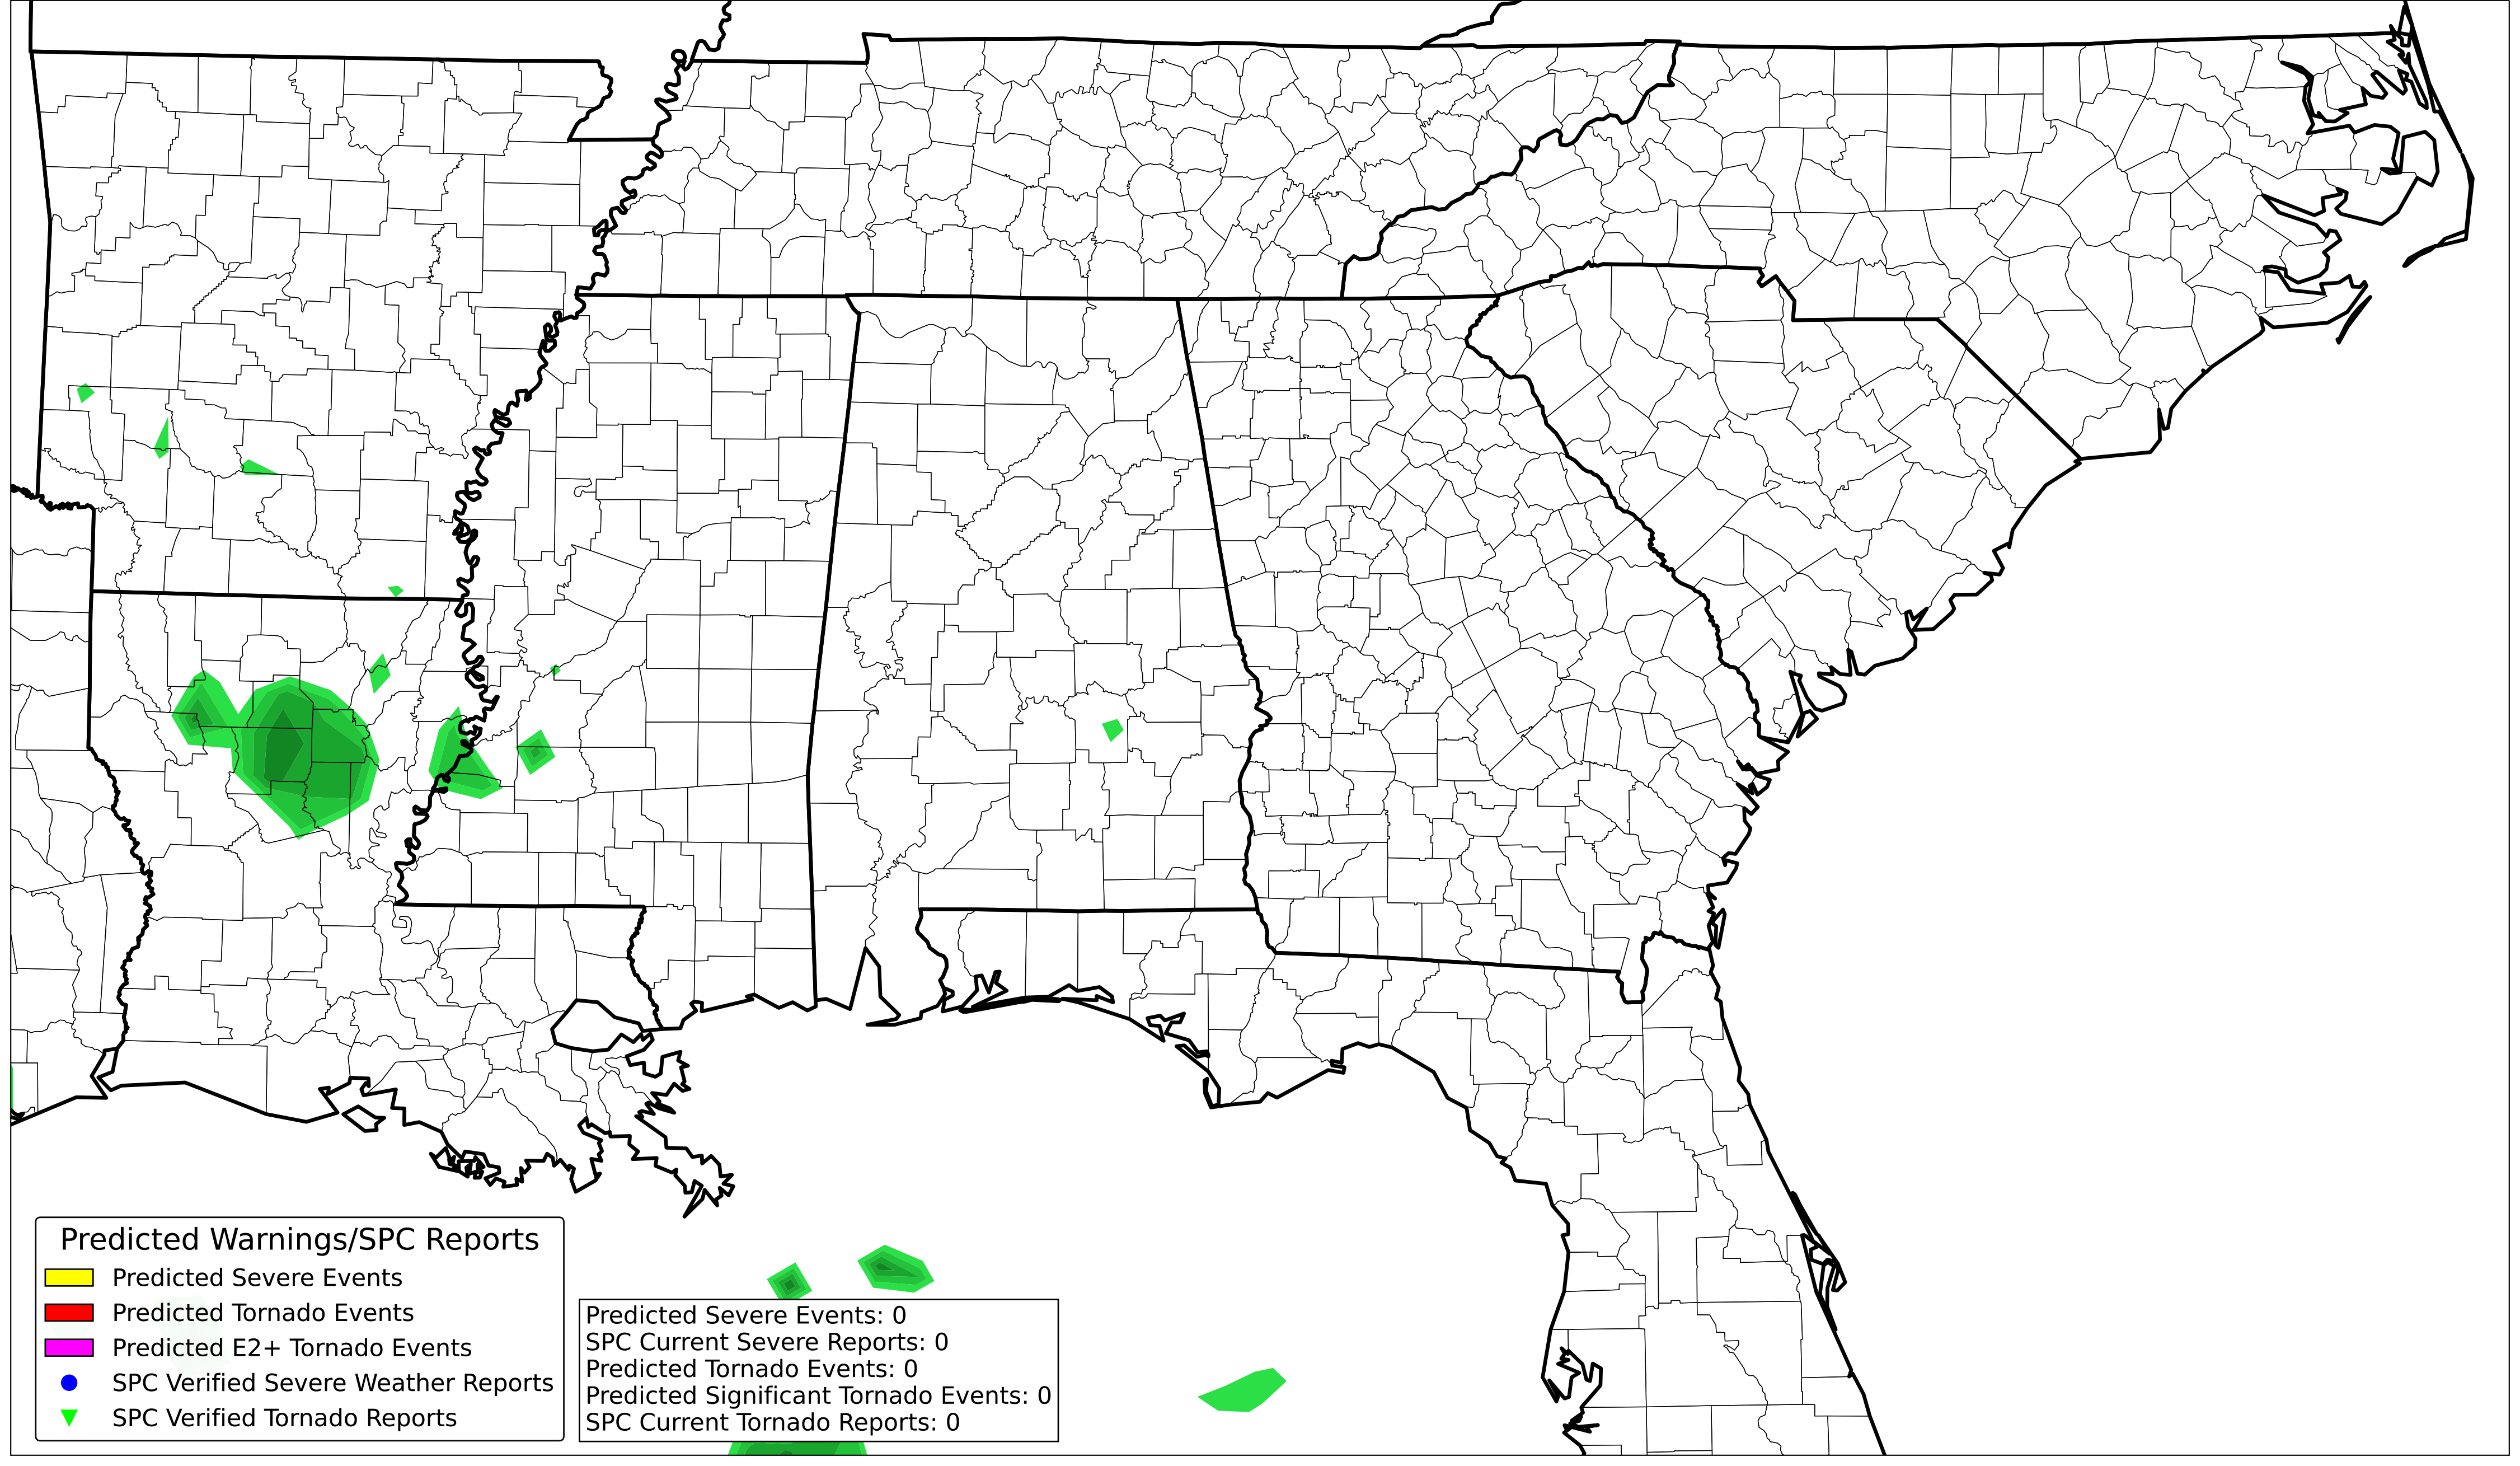 Predicted Warnings/SPC Reports
Predicted Severe Events
Predicted Tornado Events
Predicted E2+ Tornado Events
SPC Verified Severe Weather Reports
SPC Verified Tornado Reports
Predicted Severe Events: 0
SPC Current Severe Reports: 0
Predicted Tornado Events: 0
Predicted Significant Tornado Events: 0
SPC Current Tornado Reports: 0